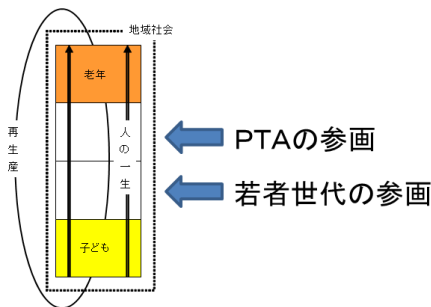 地域社会
老年
再生産
人の一生
PTAの参画
若者世代の参画
子ども